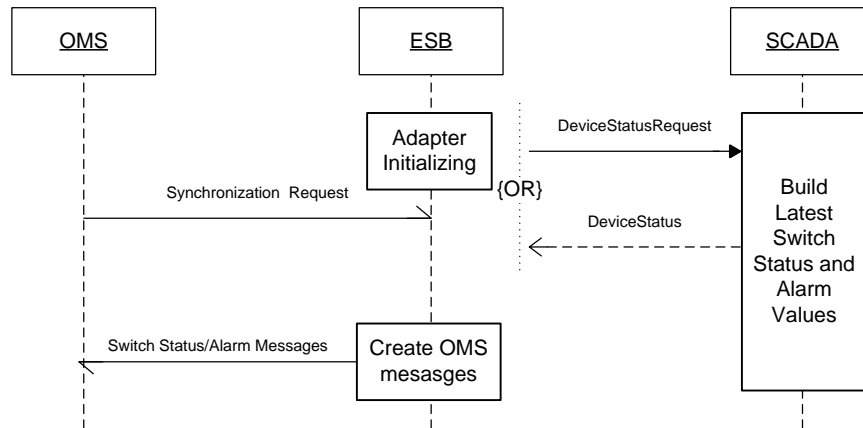 OMS
ESB
SCADA
Adapter
Initializing
DeviceStatusRequest
{OR}
Synchronization Request
DeviceStatus
Build
Latest
Switch
Status and
Alarm
Values
Switch Status/Alarm Messages
Create OMS
mesasges